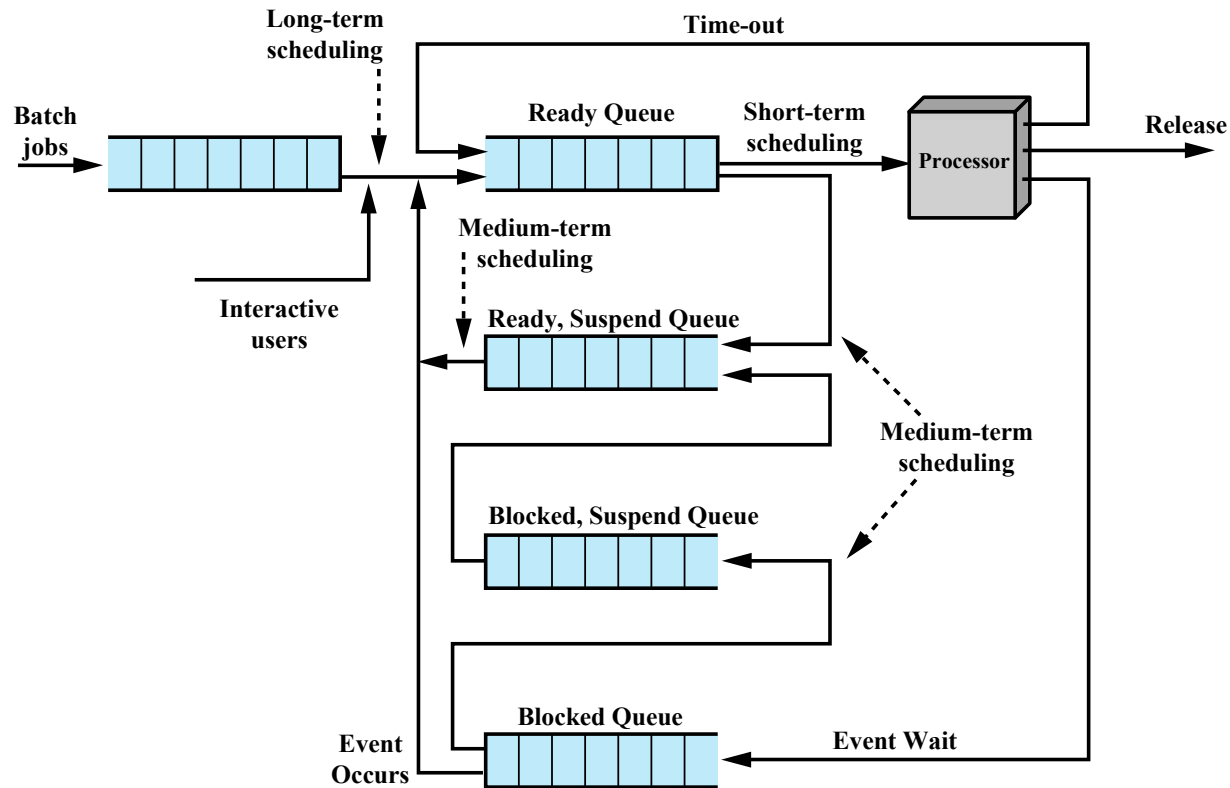 Long-term
scheduling
Time-out
Batch
jobs
Ready Queue
Short-term
scheduling
Release
Processor
Medium-term
scheduling
Interactive
users
Ready, Suspend Queue
Medium-term
scheduling
Blocked, Suspend Queue
Blocked Queue
Event
Occurs
Event Wait